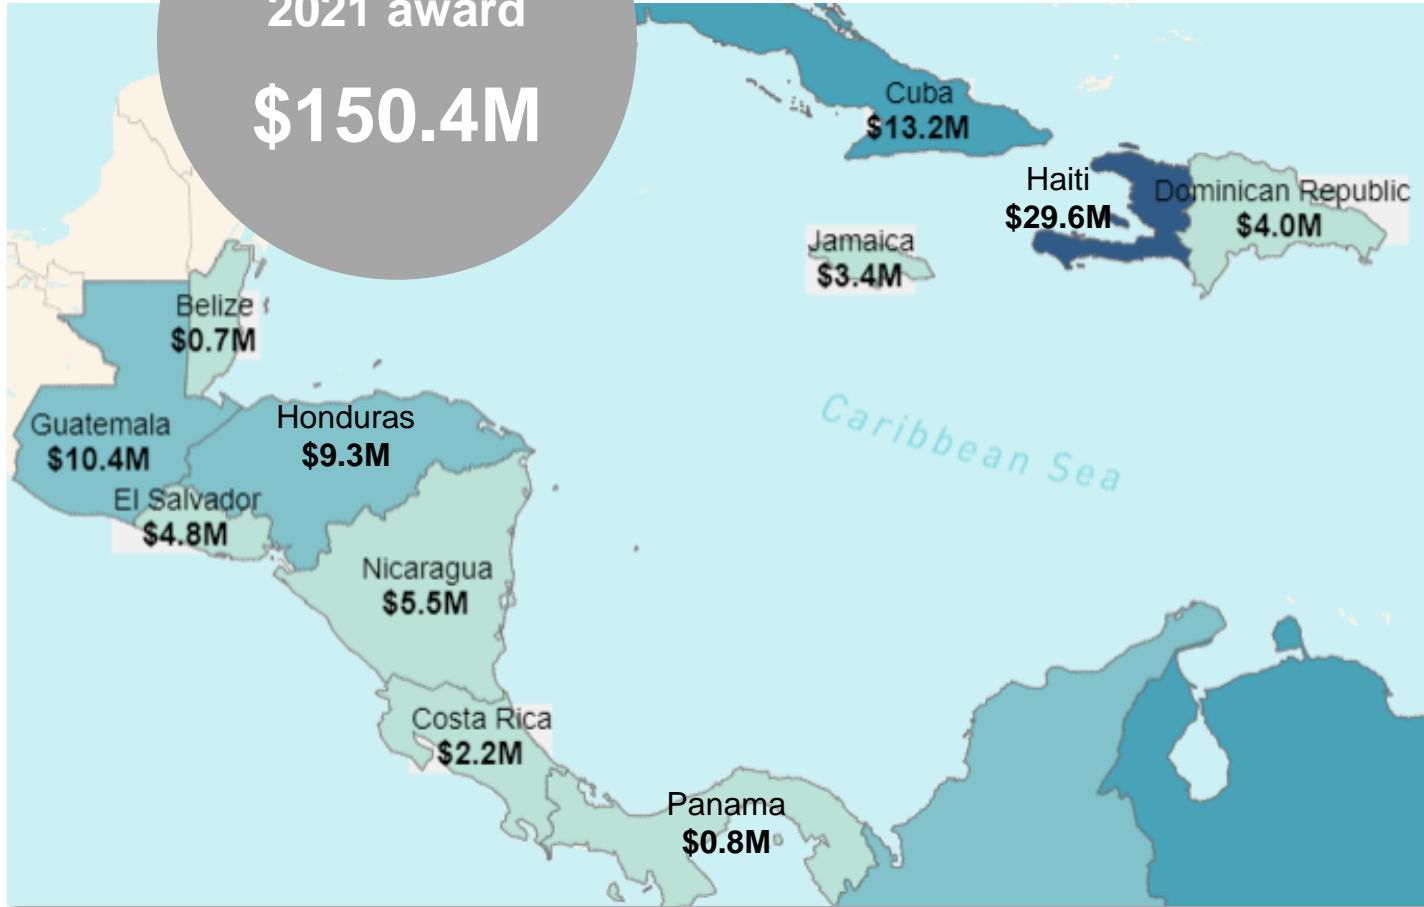 2021 award
$150.4M
Cuba
$13.2M
Haiti
$29.6M
Dominican Republic
$4.0M
Jamaica
$3.4M
Belize
$0.7M
Guatemala
$10.4M
Honduras
$9.3M
El Salvador
$4.8M
Nicaragua
$5.5M
Caribbean Sea
Costa Rica
$2.2M
Panama
$0.8M